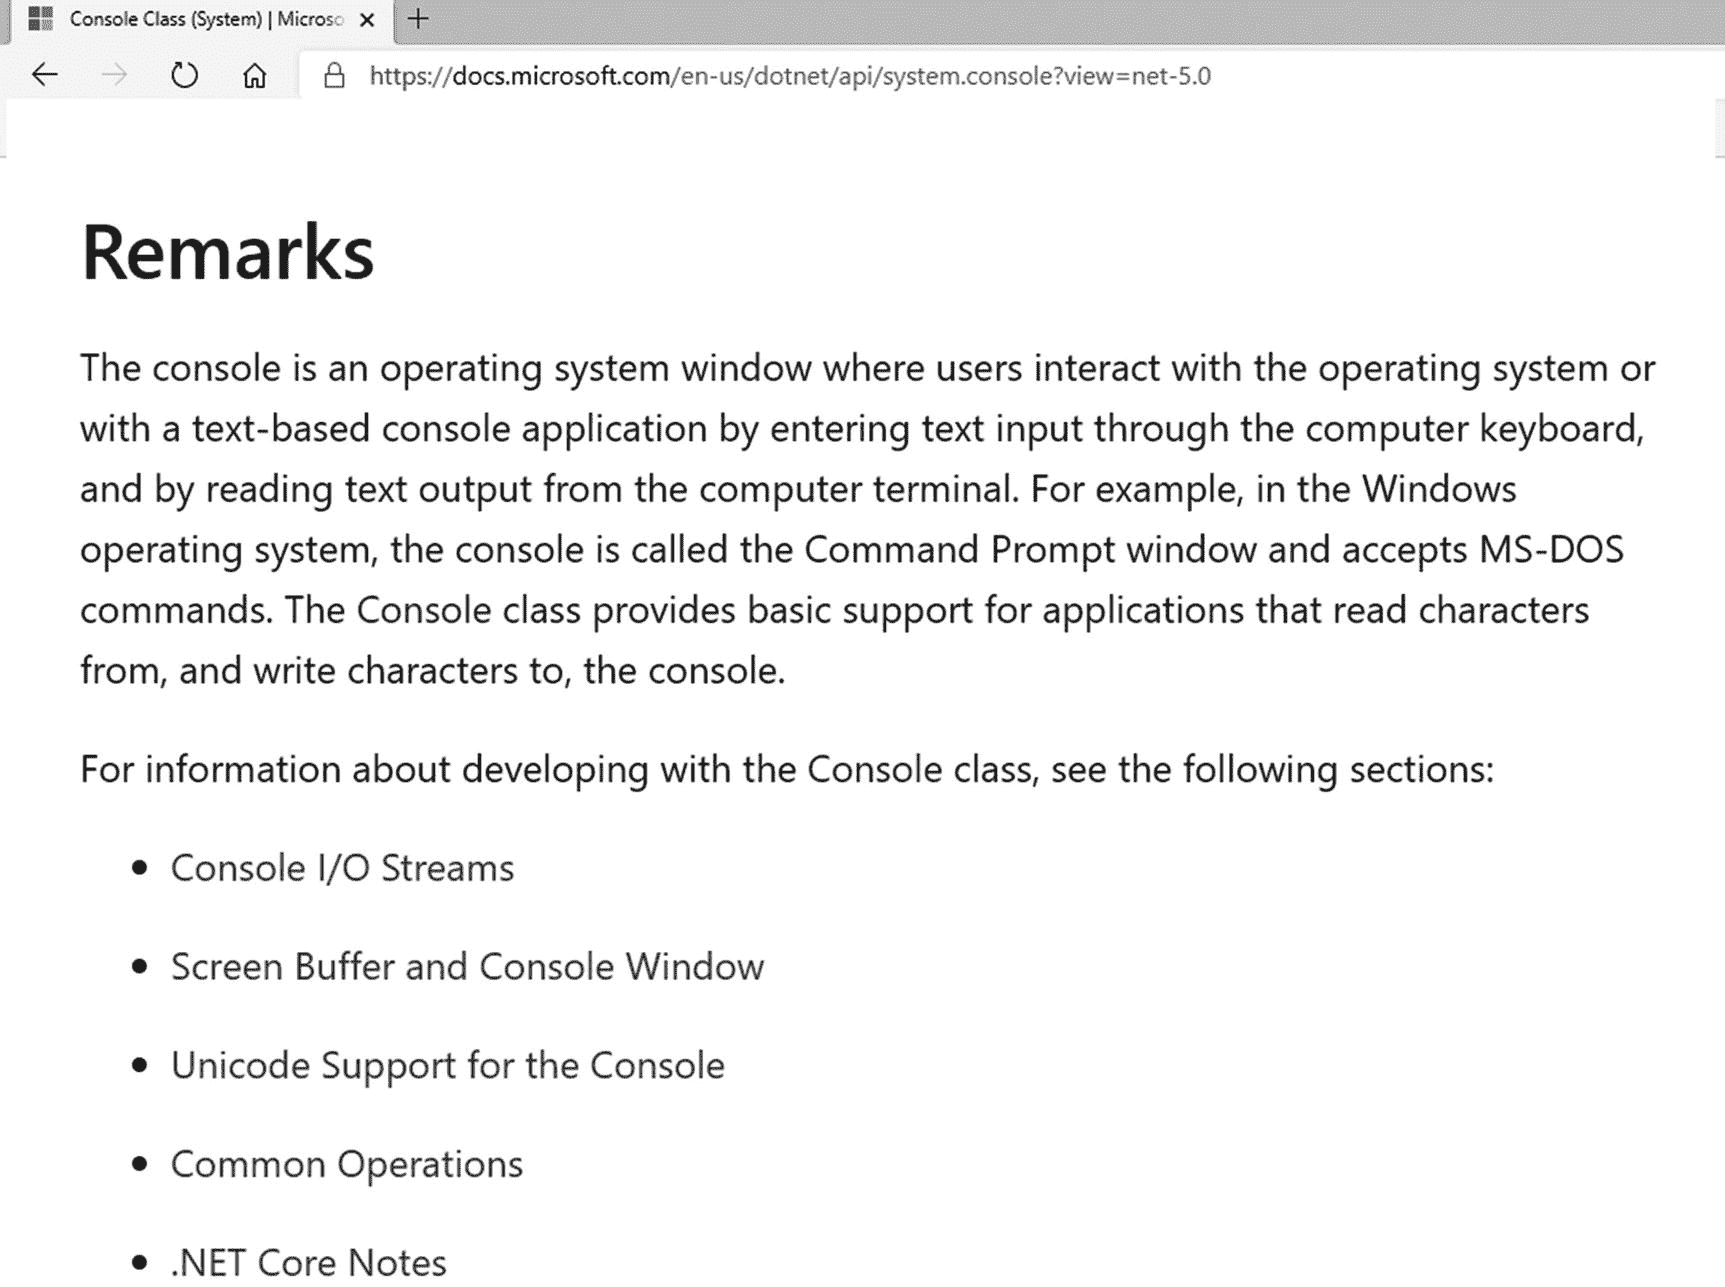 Console Class (System) | Microso
https://docs.microsoft.com/en-us/dotnet/api/system.console?view=net-5.0
Remarks
The console is an operating system window where users interact with the operating system or
with a text-based console application by entering text input through the computer keyboard,
and by reading text output from the computer terminal. For example, in the Windows
operating system, the console is called the Command Prompt window and accepts MS-DOS
commands. The Console class provides basic support for applications that read characters
from, and write characters to, the console.
For information about developing with the Console class, see the following sections:
• Console I/O Streams
• Screen Buffer and Console Window
• Unicode Support for the Console
• Common Operations
• .NET Core Notes